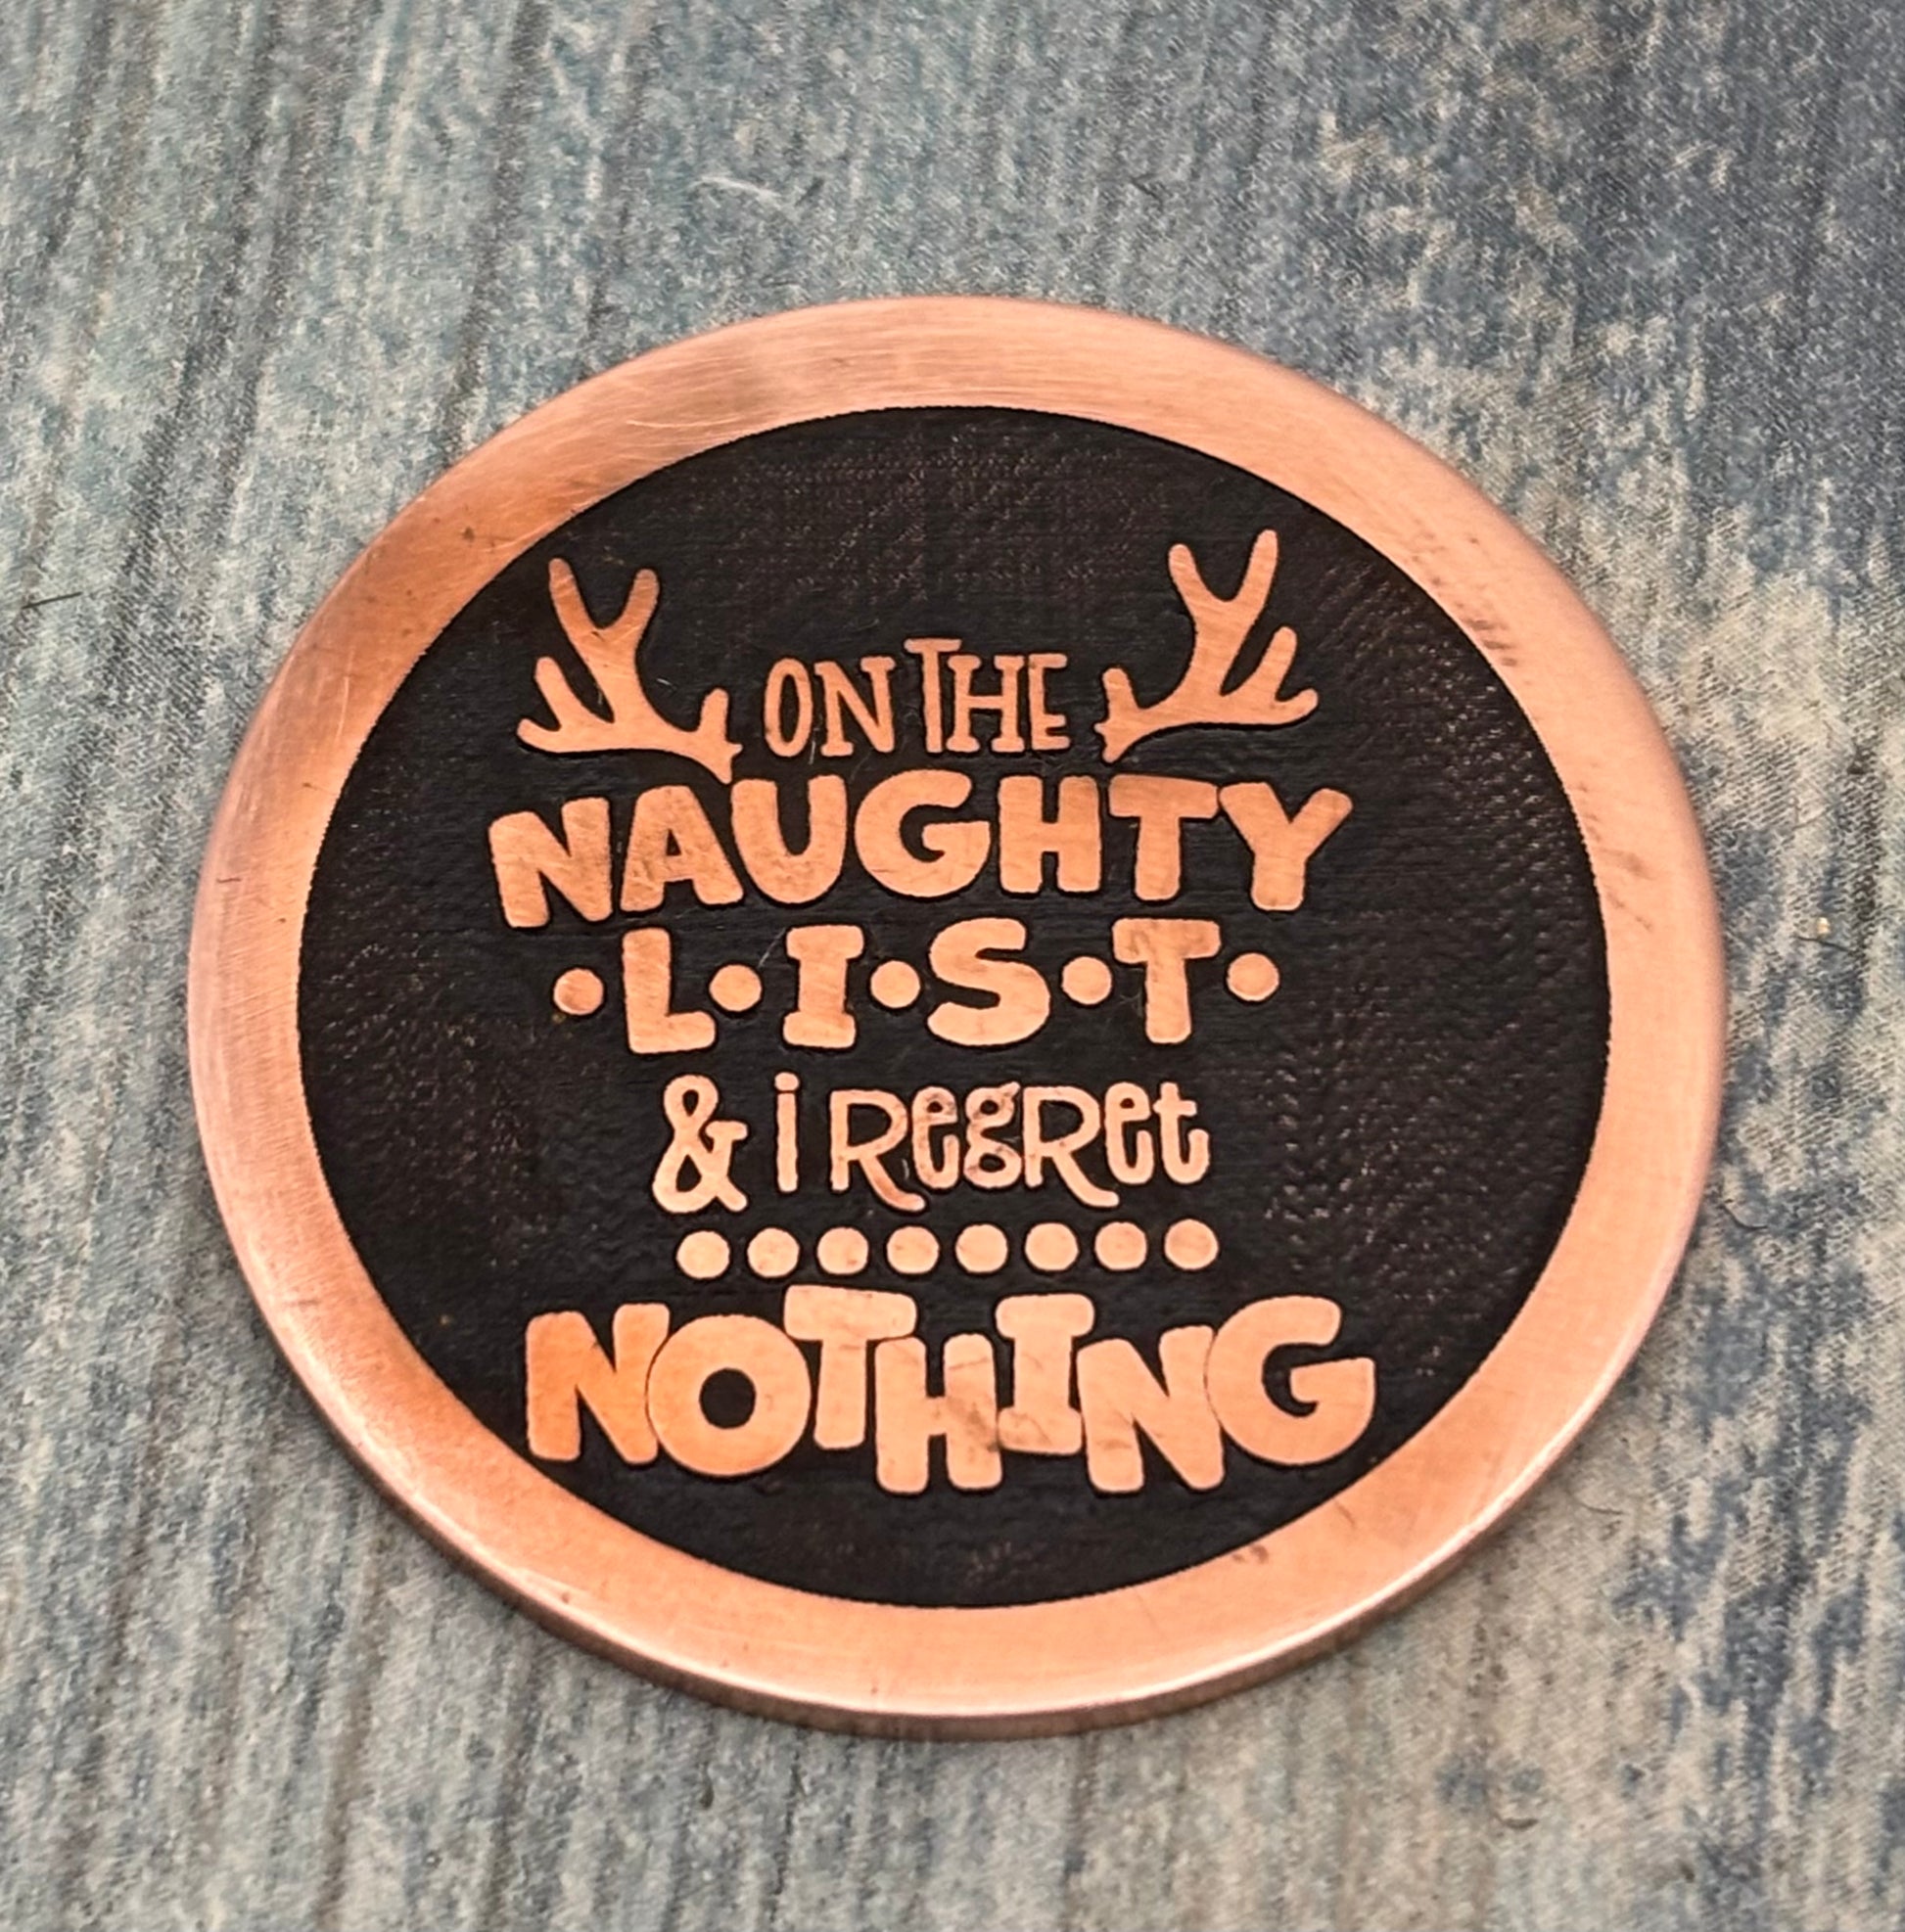 ON THE
NAUGHTY
•L•I•S•T•
& i RegRet
NOTHING